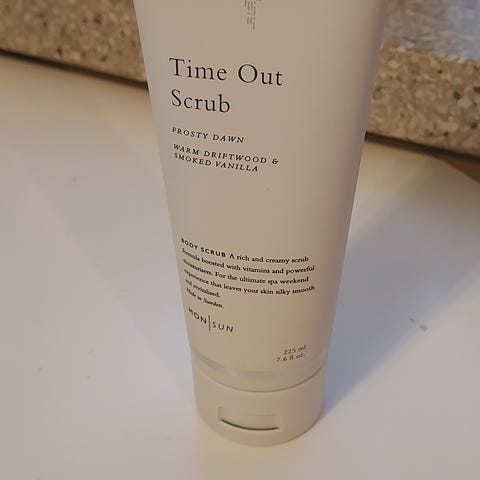 Time Out
Scrub
FROSTY DAWN
WARM DRIFTWOOD &
SMOKED VANILLA
BODY SCRUB A rich and creamy scrub
formula boosted with vitamins and powerful
moisturisers. For the ultimate spa weekend
experience that leaves your skin silky smooth
and revitalised.
Made in Sweden.
MON|SUN
225 ml
7.6 fl.oz.